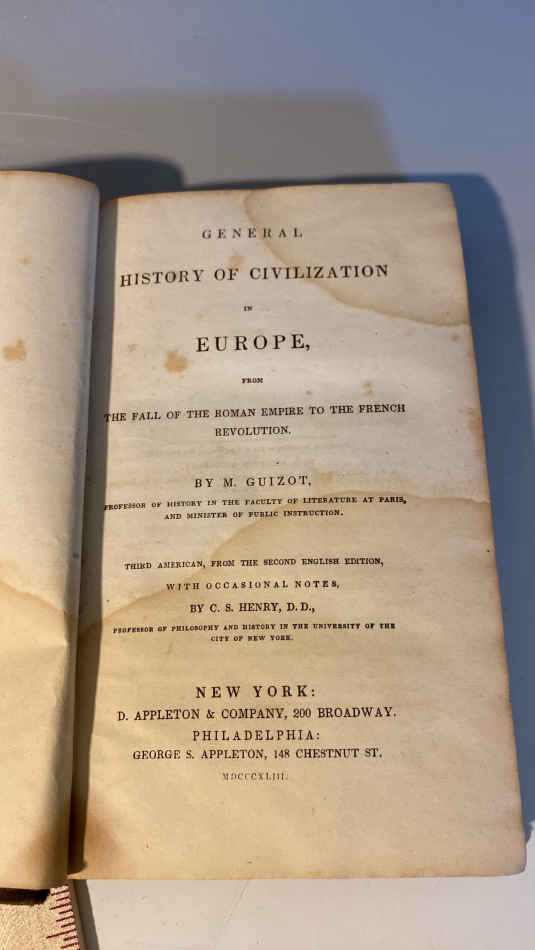 GENERAL
HISTORY OF CIVILIZATION
IN
EUROPE,
FROM
THE FALL OF THE ROMAN EMPIRE TO THE FRENCH
REVOLUTION.
BY M. GUIZOT,
PROFESSOR OF HISTORY IN THE FACULTY OF LITERATURE AT PARIS,
AND MINISTER OF PUBLIC INSTRUCTION.
THIRD AMERICAN, FROM THE SECOND ENGLISH EDITION,
WITH OCCASIONAL NOTES,
BY C. S. HENRY, D. D.,
PROFESSOR OF PHILOSOPHY AND HISTORY IN THE UNIVERSITY OF THE
CITY OF NEW YORK.
NEW YORK:
D. APPLETON & COMPANY, 200 BROADWAY.
PHILADELPHIA:
GEORGE S. APPLETON, 148 CHESTNUT ST.
MDCCCXLIII.